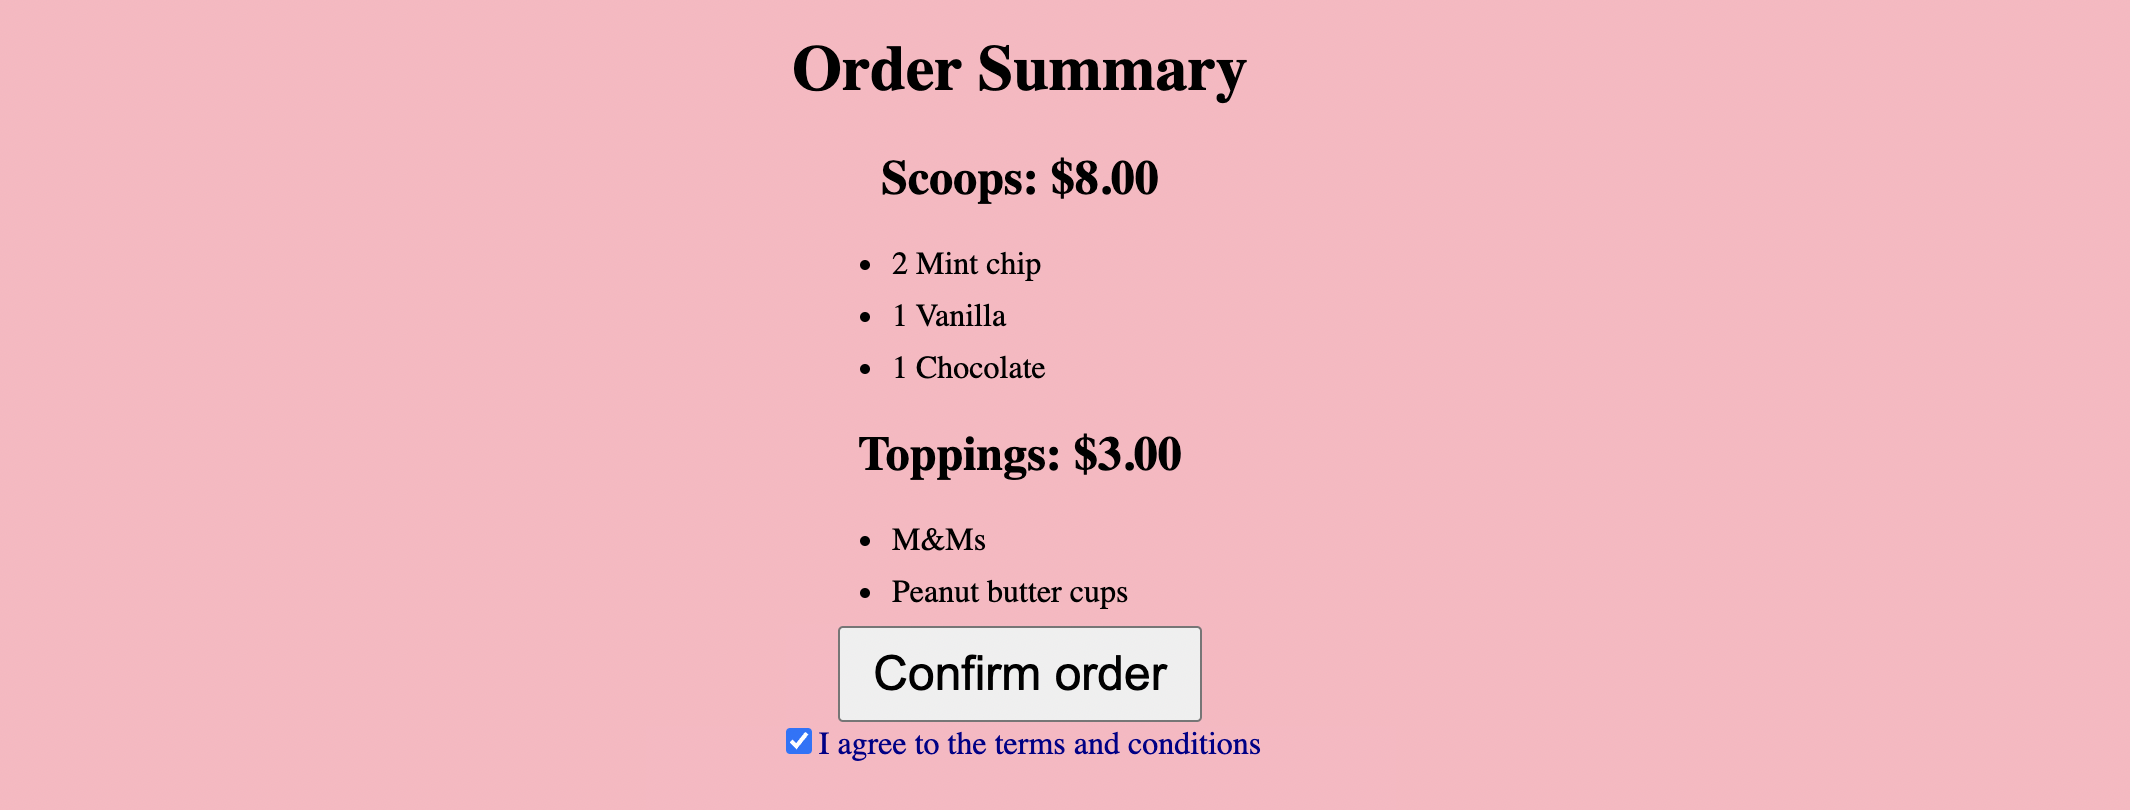 Order Summary
Scoops: $8.00
2 Mint chip
1 Vanilla
1 Chocolate
Toppings: $3.00
M&Ms
Peanut butter cups
Confirm order
I agree to the terms and conditions